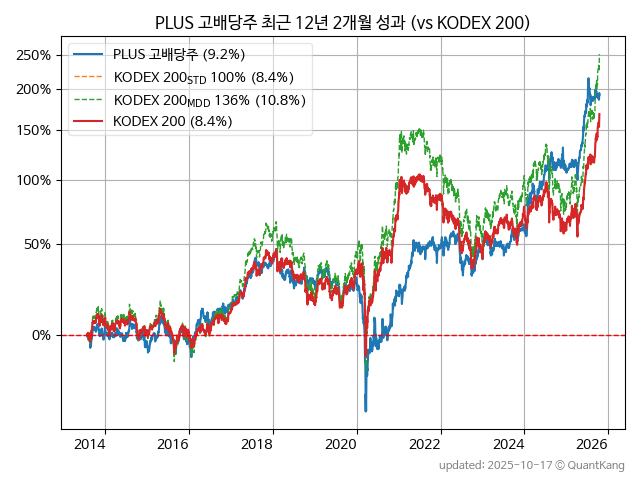 PLUS 고배당주 최근 12년 2개월 성과 (vs KODEX 200)
PLUS 고배당주 (9.2%)
KODEX 200STD 100% (8.4%)
KODEX 200MDD 136% (10.8%)
KODEX 200 (8.4%)
250%
200%
150%
100%
50%
0%
2014 2016 2018 2020 2022 2024 2026
updated: 2025-10-17 © QuantKang